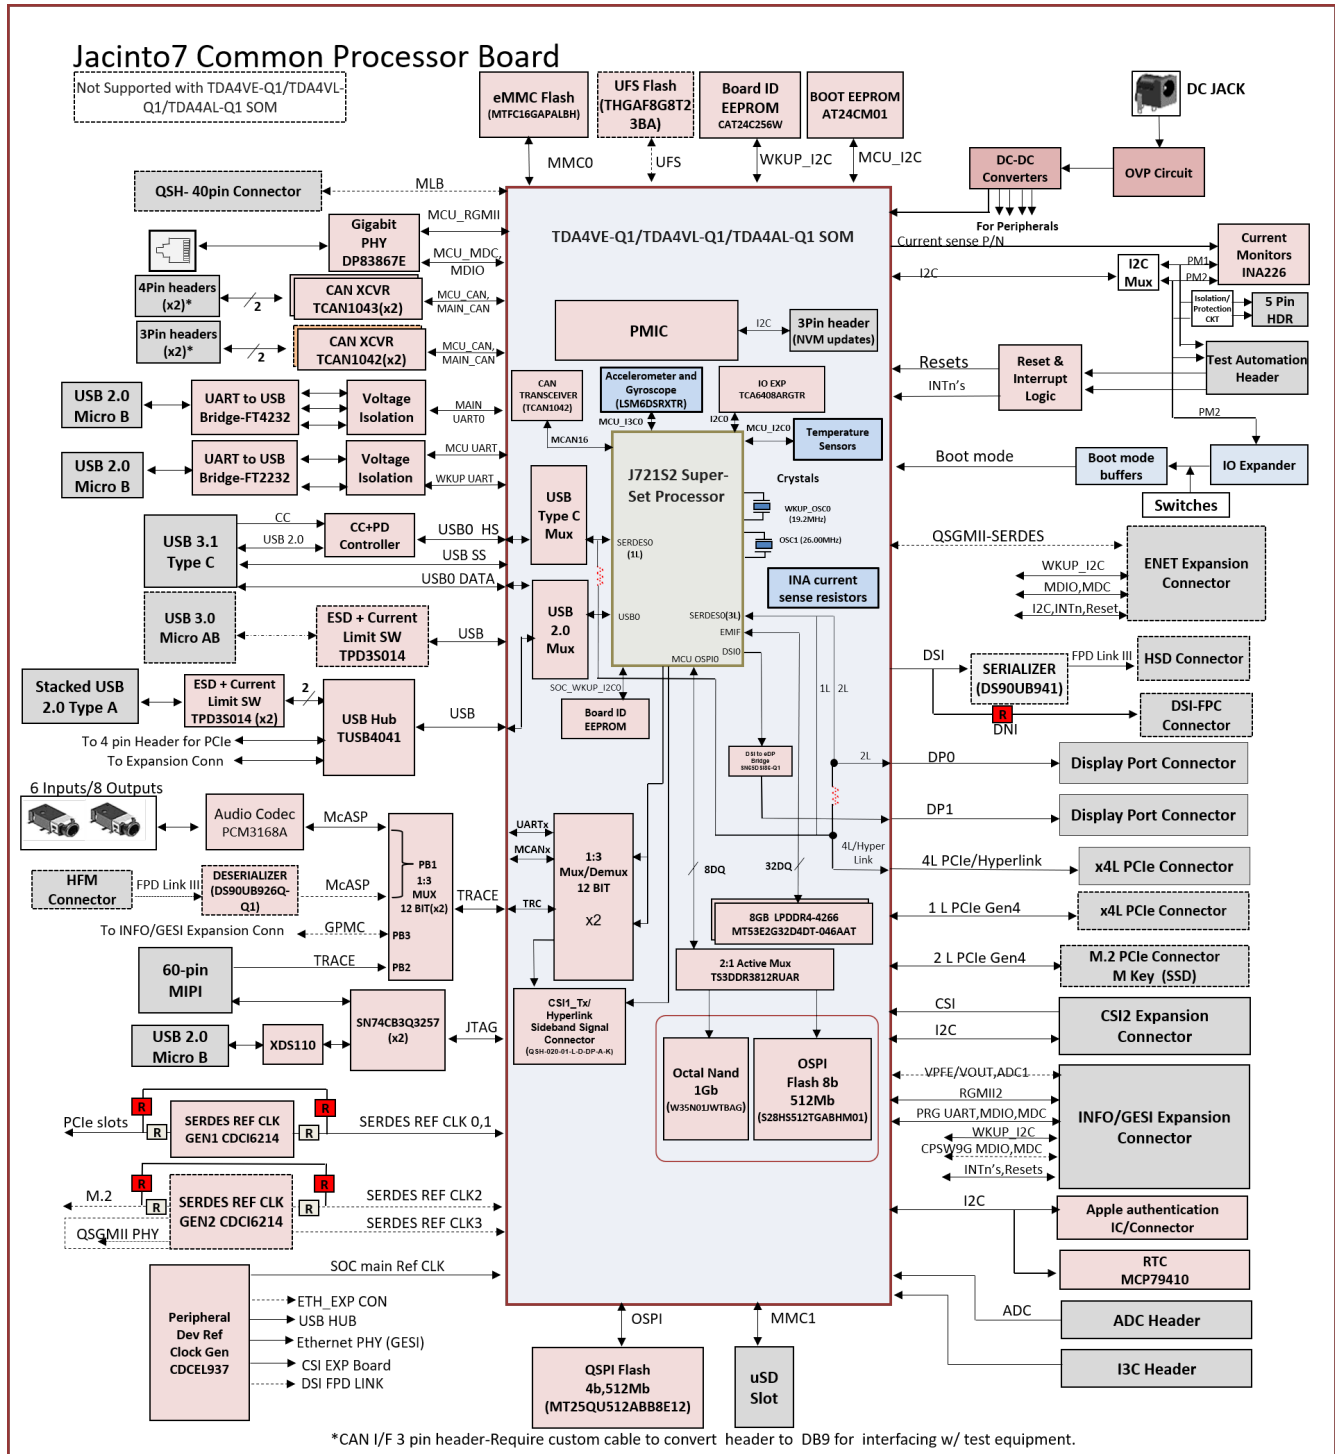 Jacinto7 Common Processor Board
Not Supported with TDA4VE-Q1/TDA4VL-
Q1/TDA4AL-Q1 SOM
eMMC Flash
(MTFC16GAPALBH)
UFS Flash
(THGAF8G8T2
3BA)
Board ID
EEPROM
CAT24C256W
BOOT EEPROM
AT24CM01
DC JACK
MMC0
UFS
WKUP_I2C
MCU_I2C
DC-DC
Converters
OVP Circuit
For Peripherals
QSH- 40pin Connector
MLB
Gigabit
PHY
DP83867E
MCU_RGMII
MCU_MDC,
MDIO
4Pin headers
(x2)*
2
CAN XCVR
TCAN1043(x2)
MCU_CAN,
MAIN_CAN
3Pin headers
(x2)*
2
CAN XCVR
TCAN1042(x2)
MCU_CAN,
MAIN_CAN
TDA4VE-Q1/TDA4VL-Q1/TDA4AL-Q1 SOM
Current sense P/N
I2C
I2C
Mux
PM1
PM2
Current
Monitors
INA226
Isolation/
Protection
CKT
5 Pin
HDR
PMIC
I2C
3Pin header
(NVM updates)
Resets
INTn's
Reset &
Interrupt
Logic
Test Automation
Header
PM2
USB 2.0
Micro B
UART to USB
Bridge-FT4232
Voltage
Isolation
MAIN
UART0
USB 2.0
Micro B
UART to USB
Bridge-FT2232
Voltage
Isolation
MCU UART
WKUP UART
CAN
TRANSCEIVER
(TCAN1042)
MCAN16
Accelerometer and
Gyroscope
(LSM6DSRXTR)
MCU_I3C0
IO EXP
TCA6408ARGTR
I2C0
MCU_I2C0
Temperature
Sensors
Boot mode
Boot mode
buffers
IO Expander
Switches
J721S2 Super-
Set Processor
Crystals
WKUP_OSC0
(19.2MHz)
OSC1 (26.00MHz)
USB 3.1
Type C
CC
USB 2.0
CC+PD
Controller
USB0 HS
USB SS
USB0 DATA
USB
Type C
Mux
SERDES0
(1L)
USB
2.0
Mux
USB0
SERDES0(3L)
EMIF
DSI0
MCU OSPI0
INA current
sense resistors
QSGMII-SERDES
WKUP_I2C
MDIO,MDC
I2C,INTn,Reset
ENET Expansion
Connector
USB 3.0
Micro AB
ESD + Current
Limit SW
TPD3S014
USB
Stacked USB
2.0 Type A
ESD + Current
Limit SW
TPD3S014 (x2)
2
USB Hub
TUSB4041
USB
To 4 pin Header for PCIe
To Expansion Conn
SOC_WKUP_I2C0
Board ID
EEPROM
1L
2L
DSI
SERIALIZER
(DS90UB941)
FPD Link III
HSD Connector
R
DNI
DSI-FPC
Connector
DSI to eDP
Bridge
SN65DSI86-Q1
2L
DP0
Display Port Connector
DP1
Display Port Connector
6 Inputs/8 Outputs
Audio Codec
PCM3168A
McASP
HFM
Connector
FPD Link III
DESERIALIZER
(DS90UB926Q-
Q1)
McASP
To INFO/GESI Expansion Conn
GPMC
PB1
1:3
MUX
12 BIT(x2)
PB3
PB2
TRACE
60-pin
MIPI
TRACE
UARTx
MCANx
TRC
1:3
Mux/Demux
12 BIT
x2
8DQ
32DQ
4L/Hyper
Link
4L PCIe/Hyperlink
x4L PCIe Connector
1 L PCIe Gen4
x4L PCIe Connector
8GB LPDDR4-4266
MT53E2G32D4DT-046AAT
2:1 Active Mux
TS3DDR3812RUAR
2 L PCIe Gen4
M.2 PCIe Connector
M Key (SSD)
USB 2.0
Micro B
XDS110
SN74CB3Q3257
(x2)
JTAG
CSI1_Tx/
Hyperlink
Sideband Signal
Connector
(QSH-020-01-L-D-DP-A-K)
CSI
I2C
CSI2 Expansion
Connector
Octal Nand
1Gb
(W35N01JWTBAG)
OSPI
Flash 8b
512Mb
(S28HS512TGABHM01)
VPFE/VOUT,ADC1
RGMII2
PRG UART,MDIO,MDC
WKUP_I2C
CPSW9G MDIO,MDC
INTn's,Resets
INFO/GESI Expansion
Connector
PCIe slots
R
R
SERDES REF CLK
GEN1 CDCI6214
R
R
SERDES REF CLK 0,1
M.2
R
R
SERDES REF CLK
GEN2 CDCI6214
R
R
SERDES REF CLK2
SERDES REF CLK3
QSGMII PHY
I2C
Apple authentication
IC/Connector
RTC
MCP79410
SOC main Ref CLK
Peripheral
Dev Ref
Clock Gen
CDCEL937
ETH_EXP CON
USB HUB
Ethernet PHY (GESI)
CSI EXP Board
DSI FPD LINK
ADC
ADC Header
I3C Header
OSPI
MMC1
QSPI Flash
4b,512Mb
(MT25QU512ABB8E12)
uSD
Slot
*CAN I/F 3 pin header-Require custom cable to convert header to DB9 for interfacing w/ test equipment.